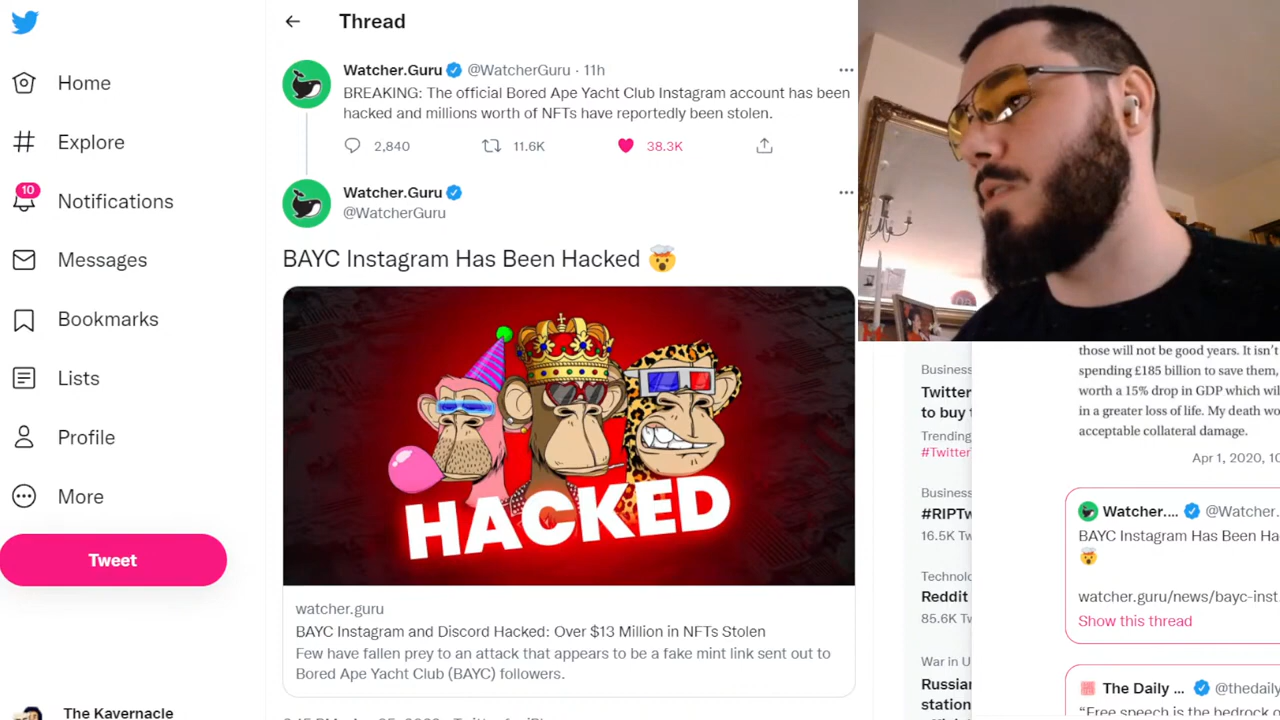 Thread
Home
Explore
10
Notifications
Messages
Bookmarks
Lists
Profile
More
Tweet
The Kavernacle
Watcher.Guru @WatcherGuru · 11h
BREAKING: The official Bored Ape Yacht Club Instagram account has been
hacked and millions worth of NFTs have reportedly been stolen.
2,840 11.6K 38.3K
Watcher.Guru
@WatcherGuru
BAYC Instagram Has Been Hacked 🤯
HACKED
watcher.guru
BAYC Instagram and Discord Hacked: Over $13 Million in NFTs Stolen
Few have fallen prey to an attack that appears to be a fake mint link sent out to
Bored Ape Yacht Club (BAYC) followers.
Business
Twitter
to buy
Trending
#Twitter
Business
#RIPTw
16.5K Tw
Technolo
Reddit
85.6K Tw
War in U
Russian
station
those will not be good years. It isn't
spending £185 billion to save them,
worth a 15% drop in GDP which wi
in a greater loss of life. My death wo
acceptable collateral damage.
Apr 1, 2020, 10
Watcher.... @Watcher.
BAYC Instagram Has Been Ha
🤯
watcher.guru/news/bayc-inst
Show this thread
The Daily ... @thedaily
"Free speech is the bedrock o